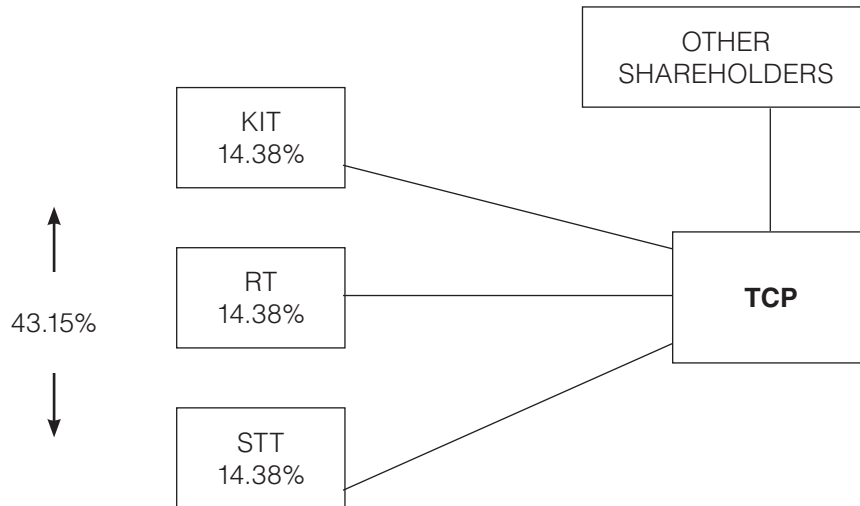 OTHER
SHAREHOLDERS
KIT
14.38%
RT
14.38%
TCP
43.15%
STT
14.38%